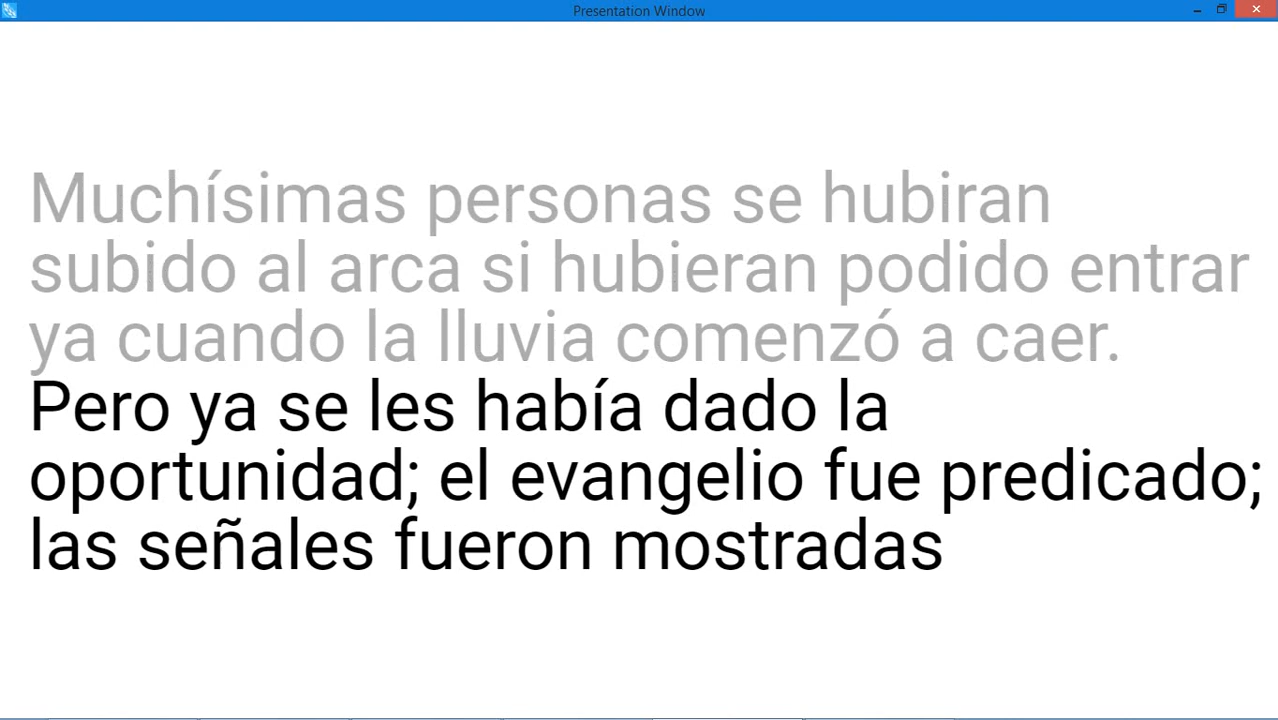 Presentation Window
Muchísimas personas se hubiran
subido al arca si hubieran podido entrar
ya cuando la lluvia comenzó a caer.
Pero ya se les había dado la
oportunidad; el evangelio fue predicado;
las señales fueron mostradas